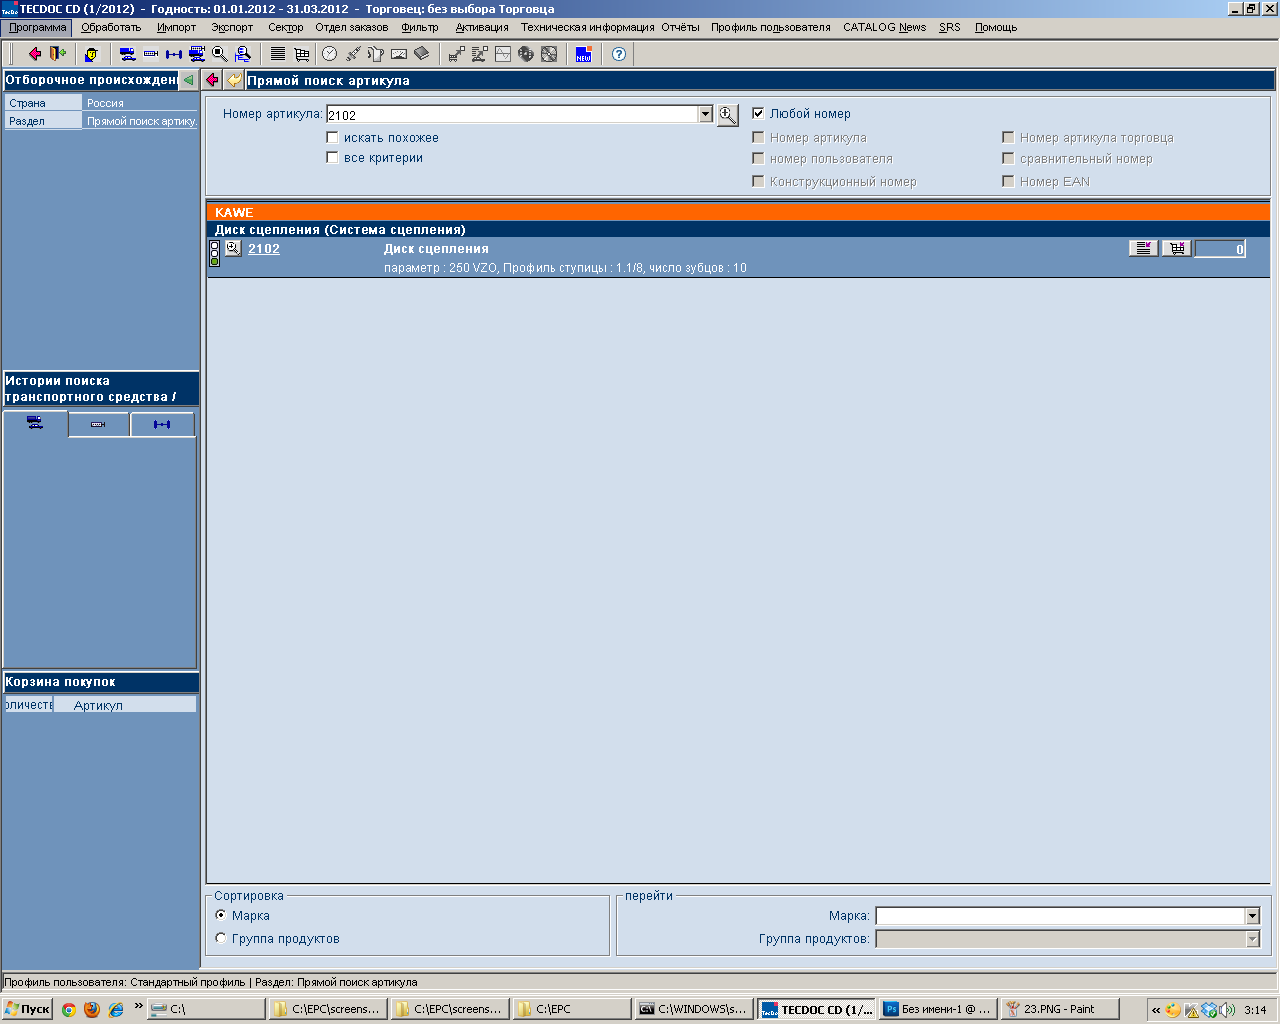 TECDOC CD (1/2012) - Годность: 01.01.2012 - 31.03.2012 - Торговец: без выбора Торговца
Программа Обработать Импорт Экспорт Сектор Отдел заказов Фильтр Активация Техническая информация Отчёты Профиль пользователя CATALOG News SRS Помощь
NEW
Отборочное происхожден
Страна Россия
Раздел Прямой поиск артику.
Прямой поиск артикула
Номер артикула: 2102
искать похожее
все критерии
Любой номер
Номер артикула Номер артикула торговца
номер пользователя сравнительный номер
Конструкционный номер Номер EAN
KAWE
Диск сцепления (Система сцепления)
2102 Диск сцепления 0
параметр : 250 VZO, Профиль ступицы : 1.1/8, число зубцов : 10
Истории поиска
транспортного средства /
Корзина покупок
оличеств Артикул
Сортировка
Марка
Группа продуктов
перейти
Марка:
Группа продуктов:
Профиль пользователя: Стандартный профиль | Раздел: Прямой поиск артикула
Пуск » C:\ C:\EPC\screens... C:\EPC\screens... C:\EPC C:\WINDOWS\s... TECDOC CD (1/... Без имени-1 @ ... 23.PNG - Paint « 3:14